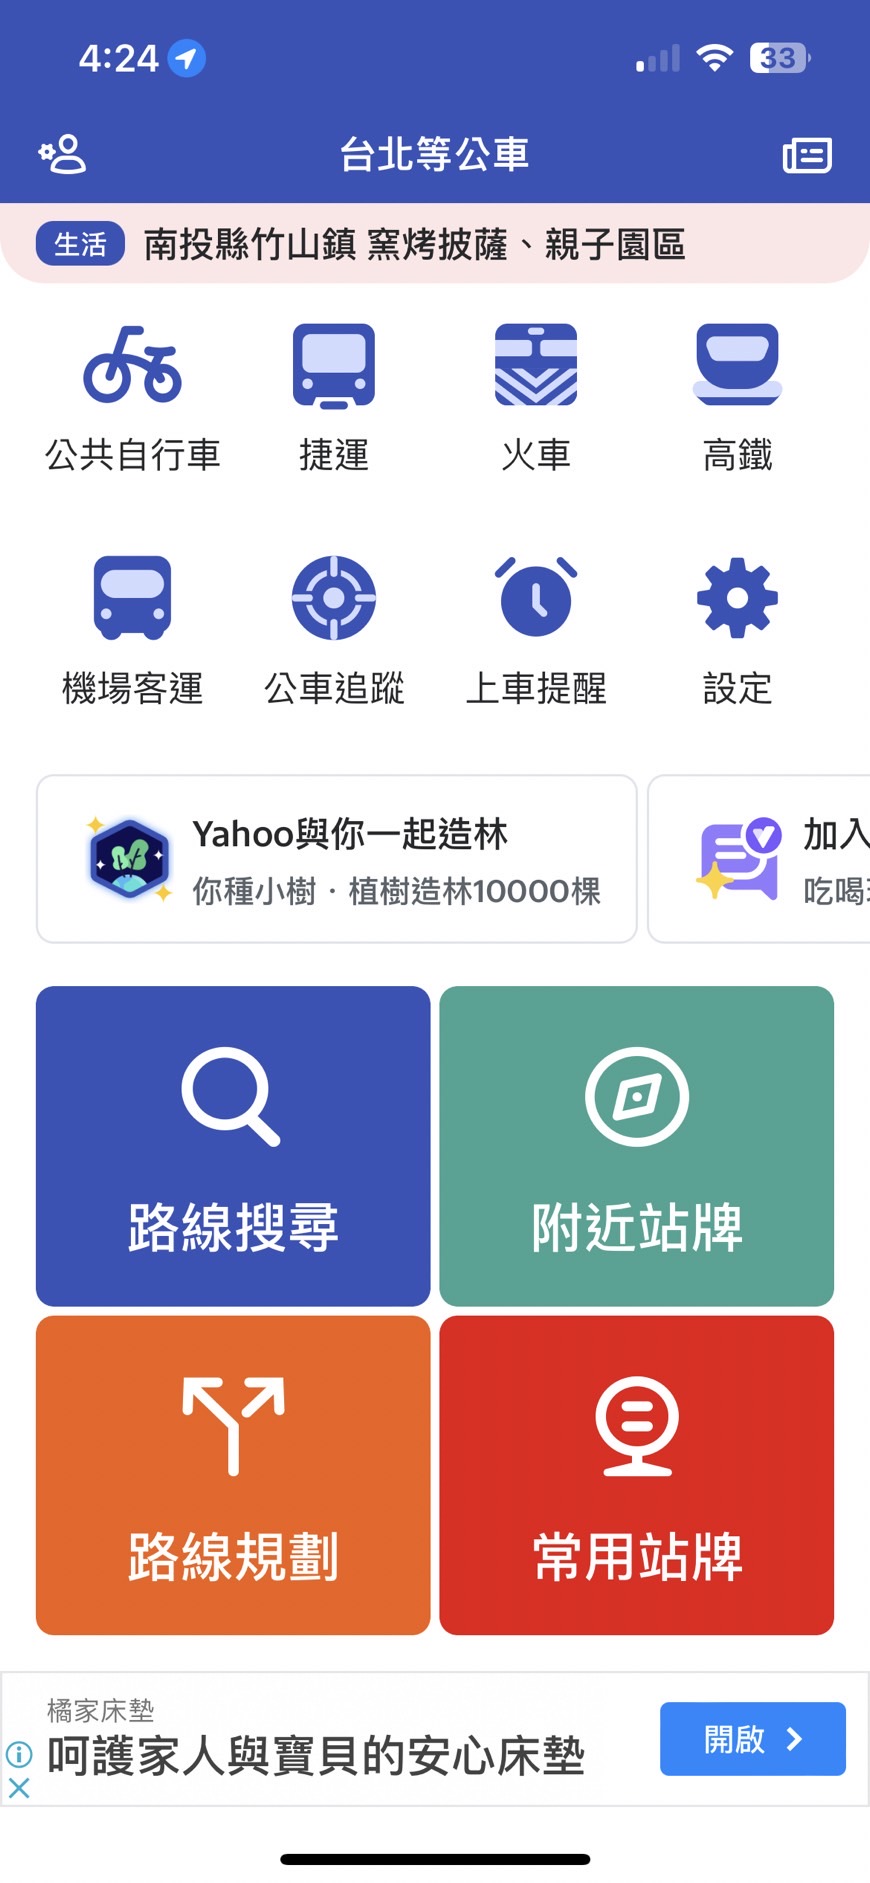 4:24
33
台北等公車
生活 南投縣竹山鎮 窯烤披薩、親子園區
公共自行車 捷運 火車 高鐵
機場客運 公車追蹤 上車提醒 設定
Yahoo與你一起造林
你種小樹・植樹造林10000棵
加入
吃喝
路線搜尋 附近站牌
路線規劃 常用站牌
橘家床墊
呵護家人與寶貝的安心床墊
開啟